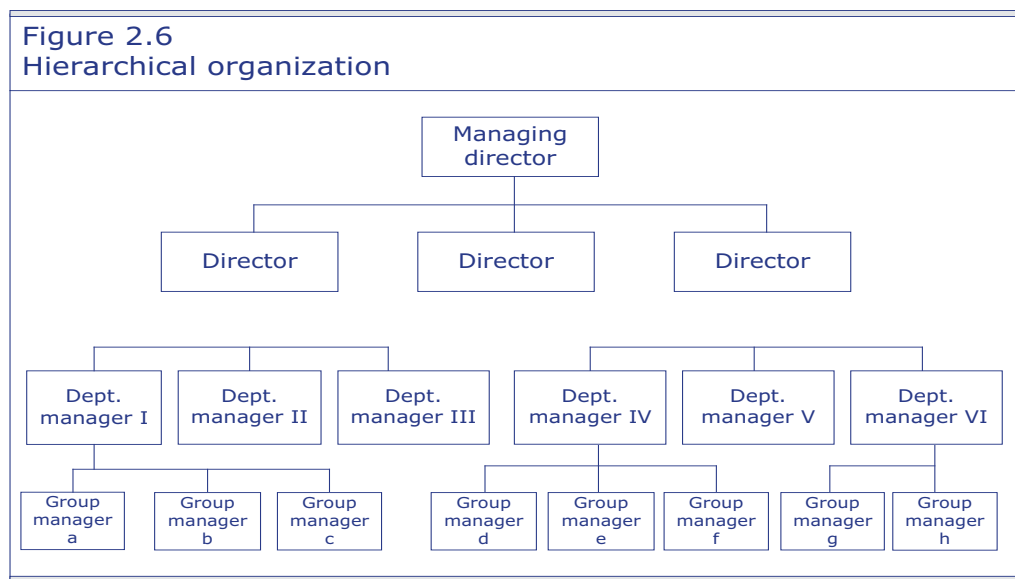 Figure 2.6
Hierarchical organization
Managing
director
Director
Director
Director
Dept.
manager I
Dept.
manager II
Dept.
manager III
Dept.
manager IV
Dept.
manager V
Dept.
manager VI
Group
manager
a
Group
manager
b
Group
manager
c
Group
manager
d
Group
manager
e
Group
manager
f
Group
manager
g
Group
manager
h